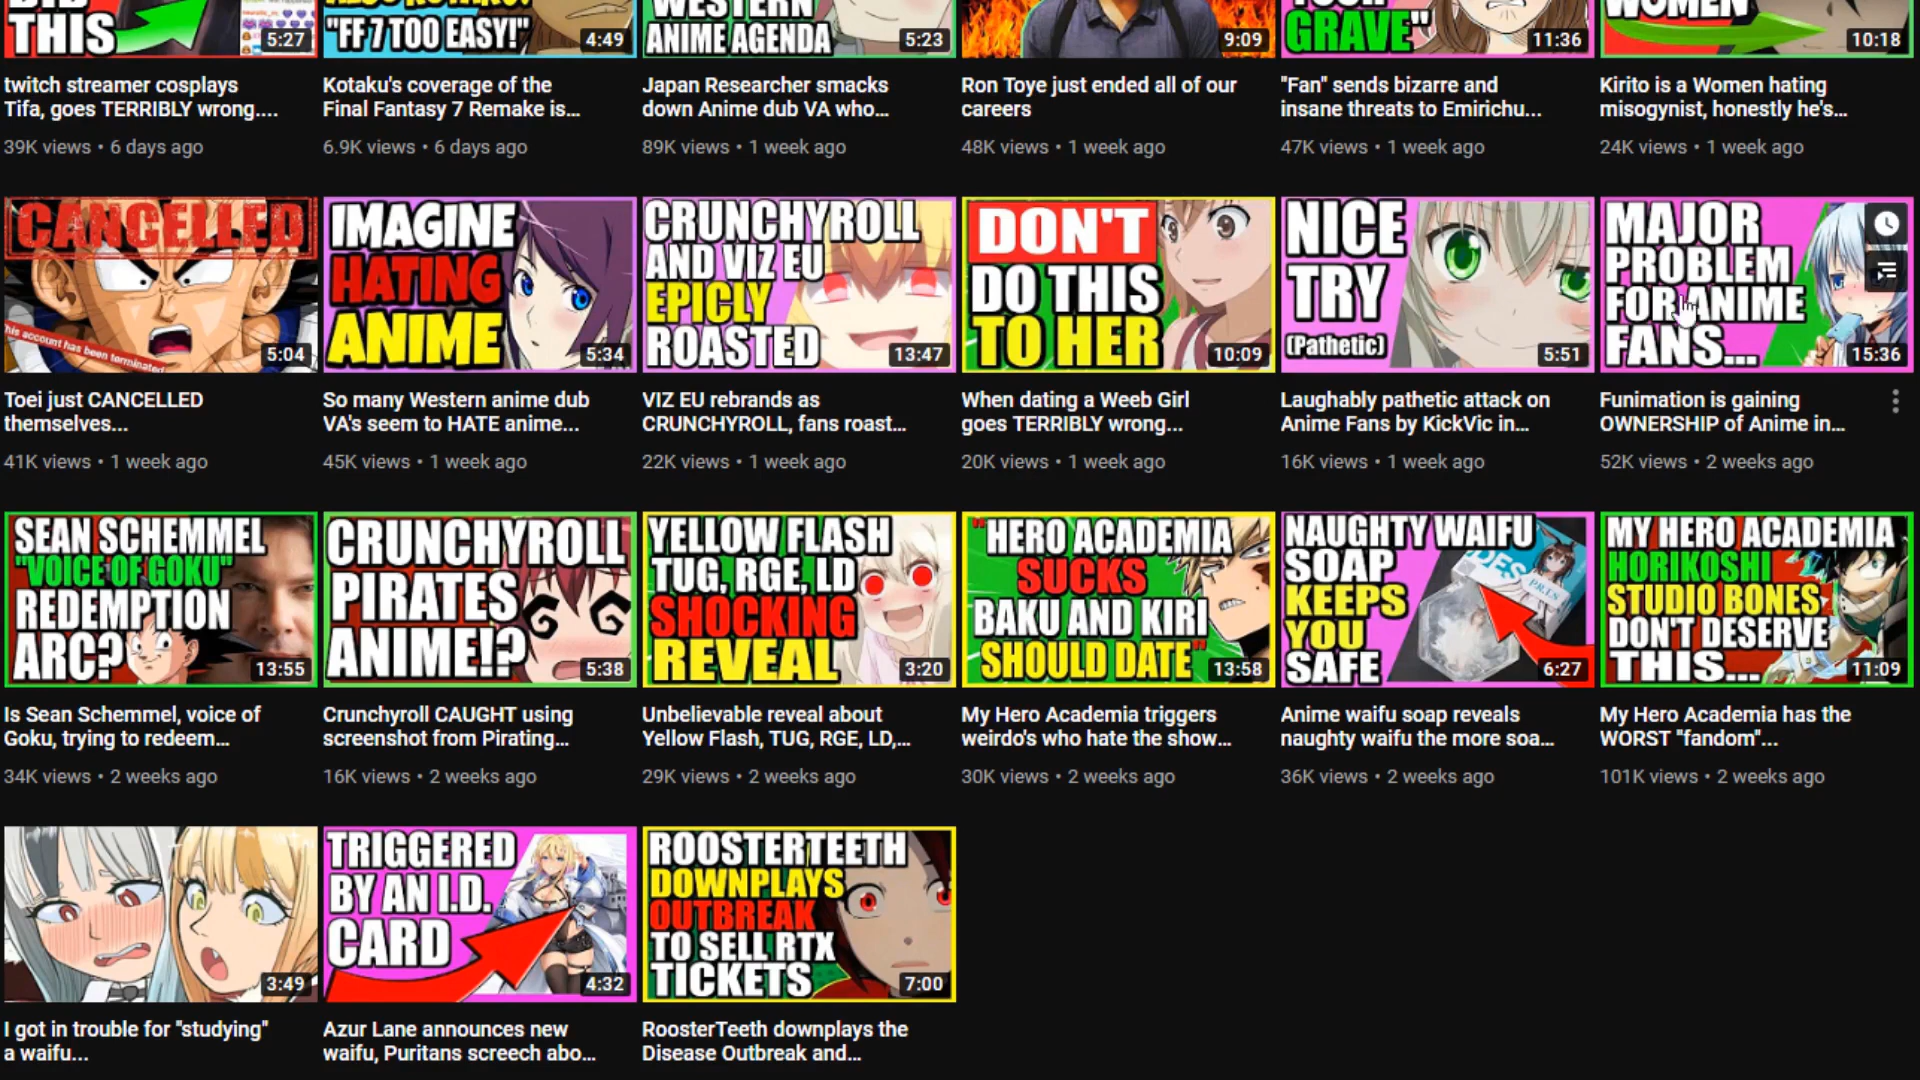 THIS
5:27
"FF7 TOO EASY!"
4:49
WESTERN
ANIME AGENDA
5:23
9:09
GRAVE"
11:36
WOMEN
10:18
twitch streamer cosplays
Tifa, goes TERRIBLY wrong....
39K views • 6 days ago
Kotaku's coverage of the
Final Fantasy 7 Remake is...
6.9K views • 6 days ago
Japan Researcher smacks
down Anime dub VA who...
89K views • 1 week ago
Ron Toye just ended all of our
careers
48K views • 1 week ago
"Fan" sends bizarre and
insane threats to Emirichu...
47K views • 1 week ago
Kirito is a Women hating
misogynist, honestly he's...
24K views • 1 week ago
CANCELLED
This account has been terminated
5:04
IMAGINE
HATING
ANIME
5:34
CRUNCHYROLL
AND VIZ EU
EPICLY
ROASTED
13:47
DON'T
DO THIS
TO HER
10:09
NICE
TRY
(Pathetic)
5:51
MAJOR
PROBLEM
FOR ANIME
FANS...
15:36
Toei just CANCELLED
themselves...
41K views • 1 week ago
So many Western anime dub
VA's seem to HATE anime...
45K views • 1 week ago
VIZ EU rebrands as
CRUNCHYROLL, fans roast...
22K views • 1 week ago
When dating a Weeb Girl
goes TERRIBLY wrong...
20K views • 1 week ago
Laughably pathetic attack on
Anime Fans by KickVic in...
16K views • 1 week ago
Funimation is gaining
OWNERSHIP of Anime in...
52K views • 2 weeks ago
SEAN SCHEMMEL
"VOICE OF GOKU"
REDEMPTION
ARC?
13:55
CRUNCHYROLL
PIRATES
ANIME!?
5:38
YELLOW FLASH
TUG, RGE, LD
SHOCKING
REVEAL
3:20
"HERO ACADEMIA
SUCKS
BAKU AND KIRI
SHOULD DATE"
13:58
NAUGHTY WAIFU
SOAP
KEEPS
YOU
SAFE
6:27
MY HERO ACADEMIA
HORIKOSHI
STUDIO BONES
DON'T DESERVE
THIS...
11:09
Is Sean Schemmel, voice of
Goku, trying to redeem...
34K views • 2 weeks ago
Crunchyroll CAUGHT using
screenshot from Pirating...
16K views • 2 weeks ago
Unbelievable reveal about
Yellow Flash, TUG, RGE, LD,...
29K views • 2 weeks ago
My Hero Academia triggers
weirdo's who hate the show...
30K views • 2 weeks ago
Anime waifu soap reveals
naughty waifu the more soa...
36K views • 2 weeks ago
My Hero Academia has the
WORST "fandom"...
101K views • 2 weeks ago
3:49
TRIGGERED
BY AN I.D.
CARD
4:32
ROOSTERTEETH
DOWNPLAYS
OUTBREAK
TO SELL RTX
TICKETS
7:00
I got in trouble for "studying"
a waifu...
Azur Lane announces new
waifu, Puritans screech abo...
RoosterTeeth downplays the
Disease Outbreak and...